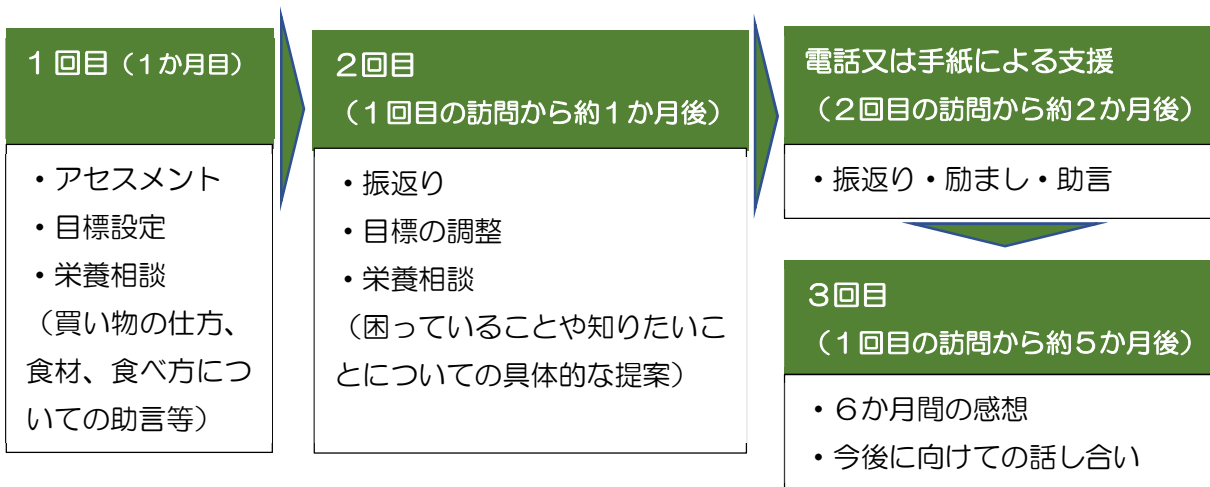 １回目（１か月目）
・アセスメント
・目標設定
・栄養相談
（買い物の仕方、
食材、食べ方につ
いての助言等）
２回目
（１回目の訪問から約１か月後）
・振返り
・目標の調整
・栄養相談
（困っていることや知りたいこ
とについての具体的な提案）
電話又は手紙による支援
（２回目の訪問から約２か月後）
・振返り・励まし・助言
３回目
（１回目の訪問から約５か月後）
・６か月間の感想
・今後に向けての話し合い